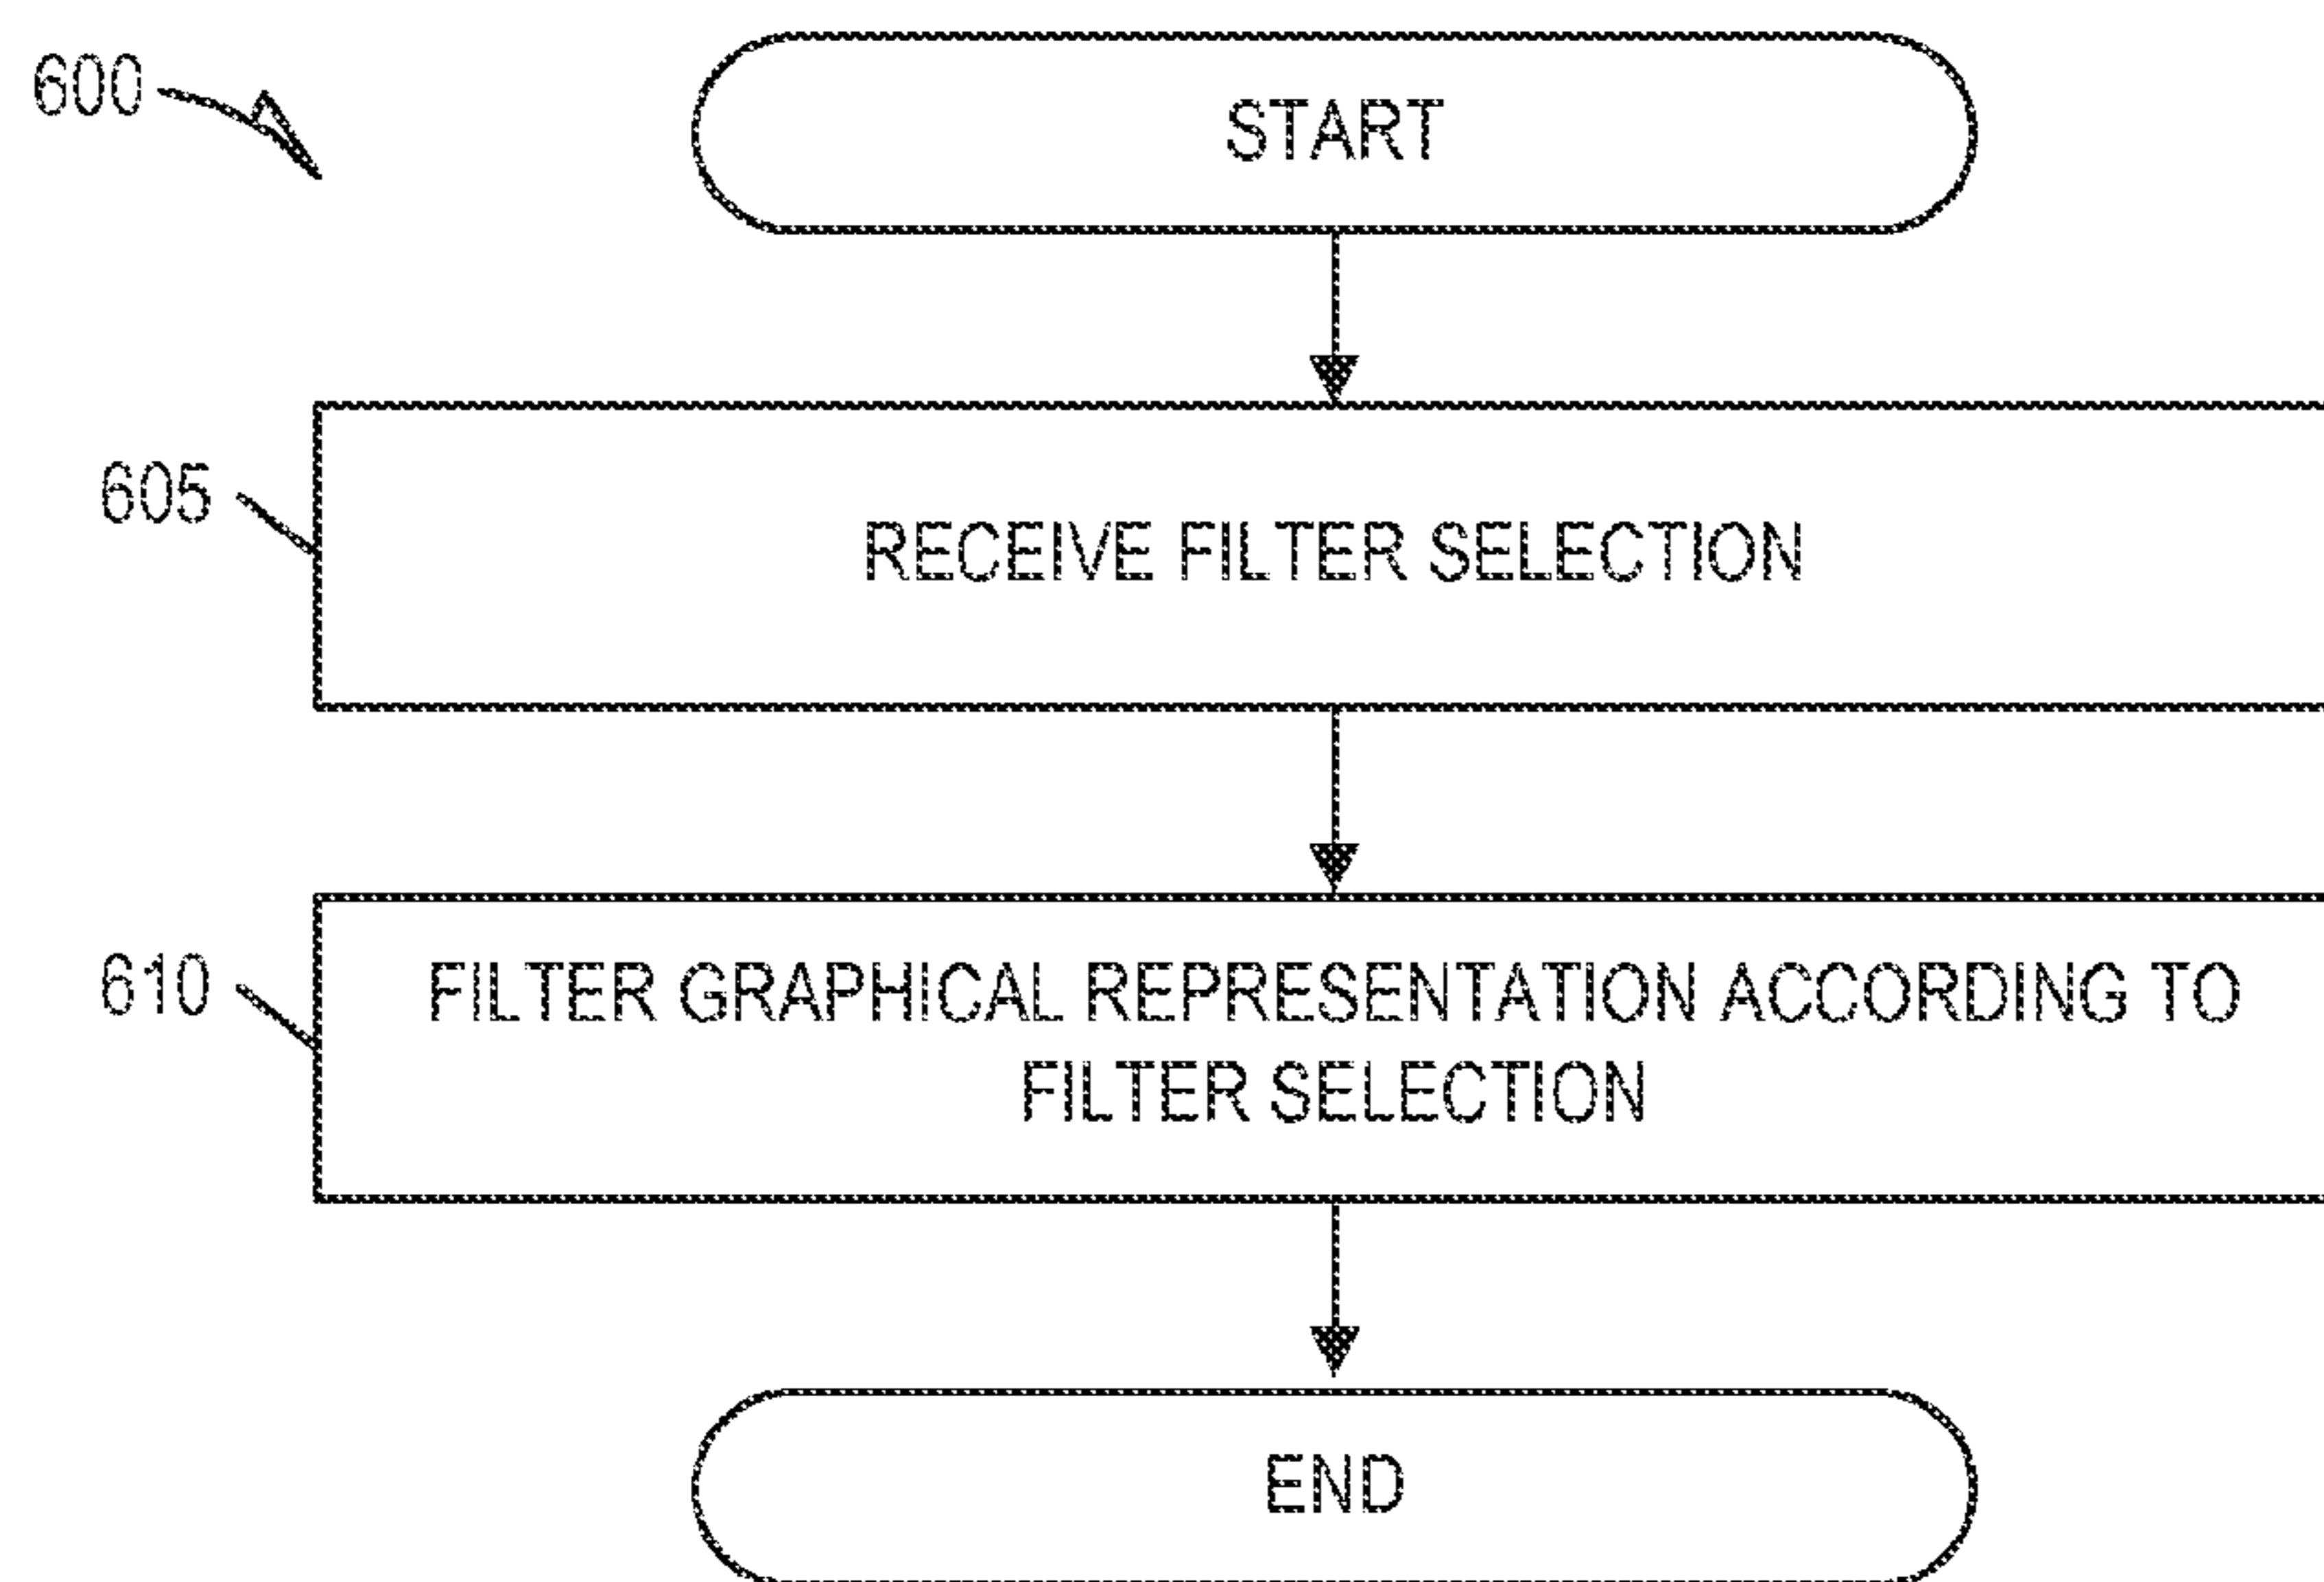 600
START
605
RECEIVE FILTER SELECTION
610
FILTER GRAPHICAL REPRESENTATION ACCORDING TO
FILTER SELECTION
END